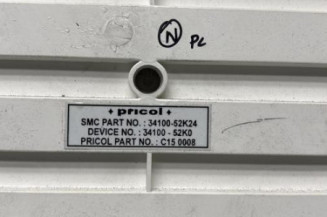 N PL
+ pricol +
SMC PART NO. : 34100-52K24
DEVICE NO. : 34100 - 52K0
PRICOL PART NO. : C15 0008